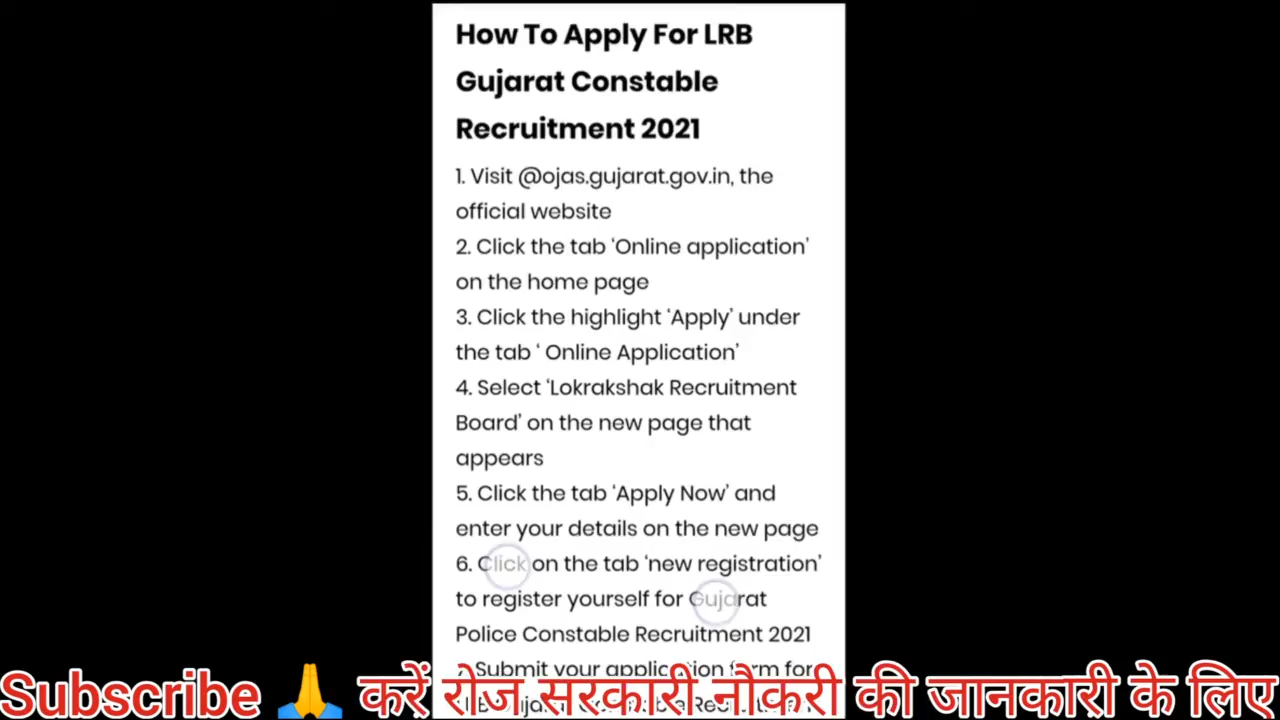 How To Apply For LRB
Gujarat Constable
Recruitment 2021
1. Visit @ojas.gujarat.gov.in, the
official website
2. Click the tab ‘Online application’
on the home page
3. Click the highlight ‘Apply’ under
the tab ‘ Online Application’
4. Select ‘Lokrakshak Recruitment
Board’ on the new page that
appears
5. Click the tab ‘Apply Now’ and
enter your details on the new page
6. Click on the tab ‘new registration’
to register yourself for Gujarat
Police Constable Recruitment 2021
Submit your application form for
Subscribe 🙏 करें रोज सरकारी नौकरी की जानकारी के लिए